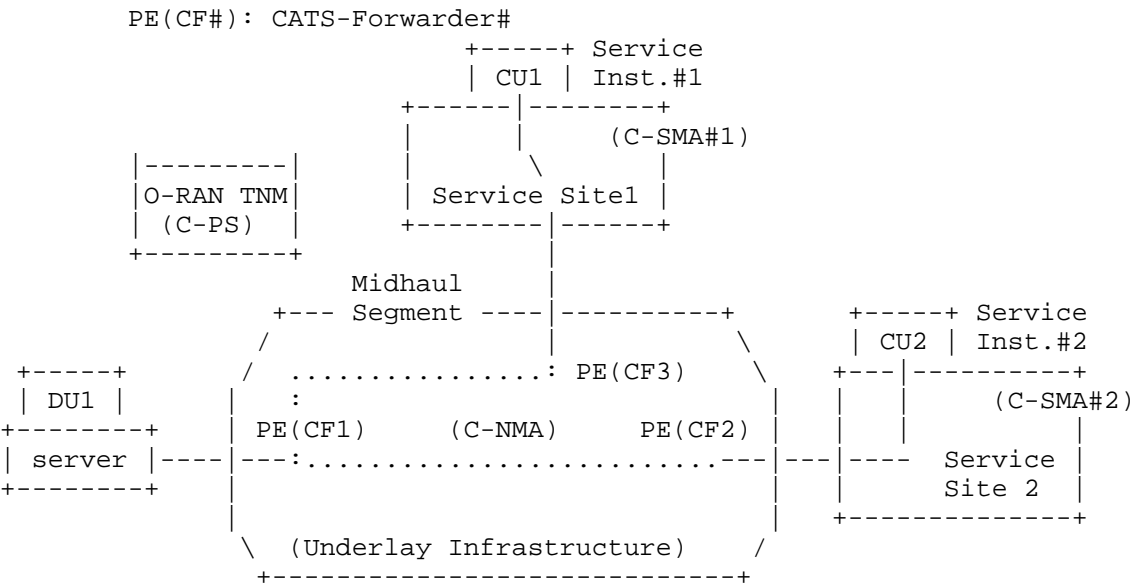 PE(CF#): CATS-Forwarder#
Service
CU1 Inst.#1
(C-SMA#1)
O-RAN TNM Service Site1
(C-PS)
Midhaul
Segment Service
CU2 Inst.#2
PE(CF3)
DU1 (C-SMA#2)
PE(CF1) (C-NMA) PE(CF2)
server Service
Site 2
(Underlay Infrastructure)